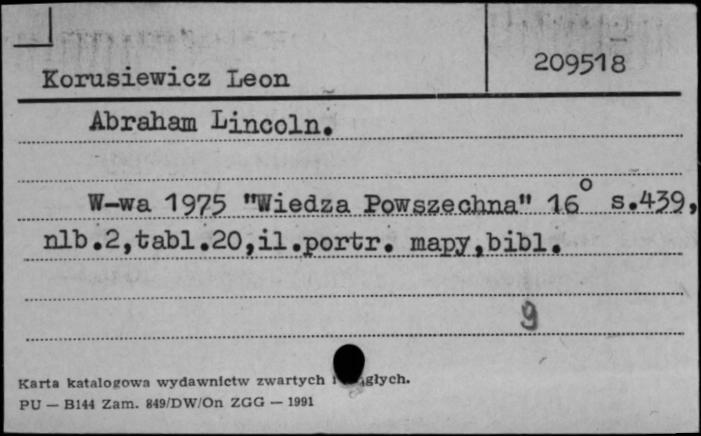 Korusiewicz Leon
209518
Abraham Lincoln.
W-wa 1975 "Wiedza Powszechna" 16° s.439,
nlb.2,tabl.20,il.portr. mapy,bibl.
9
Karta katalogowa wydawnictw zwartych i
PU — B144 Zam. 849/DW/On ZGG — 1991